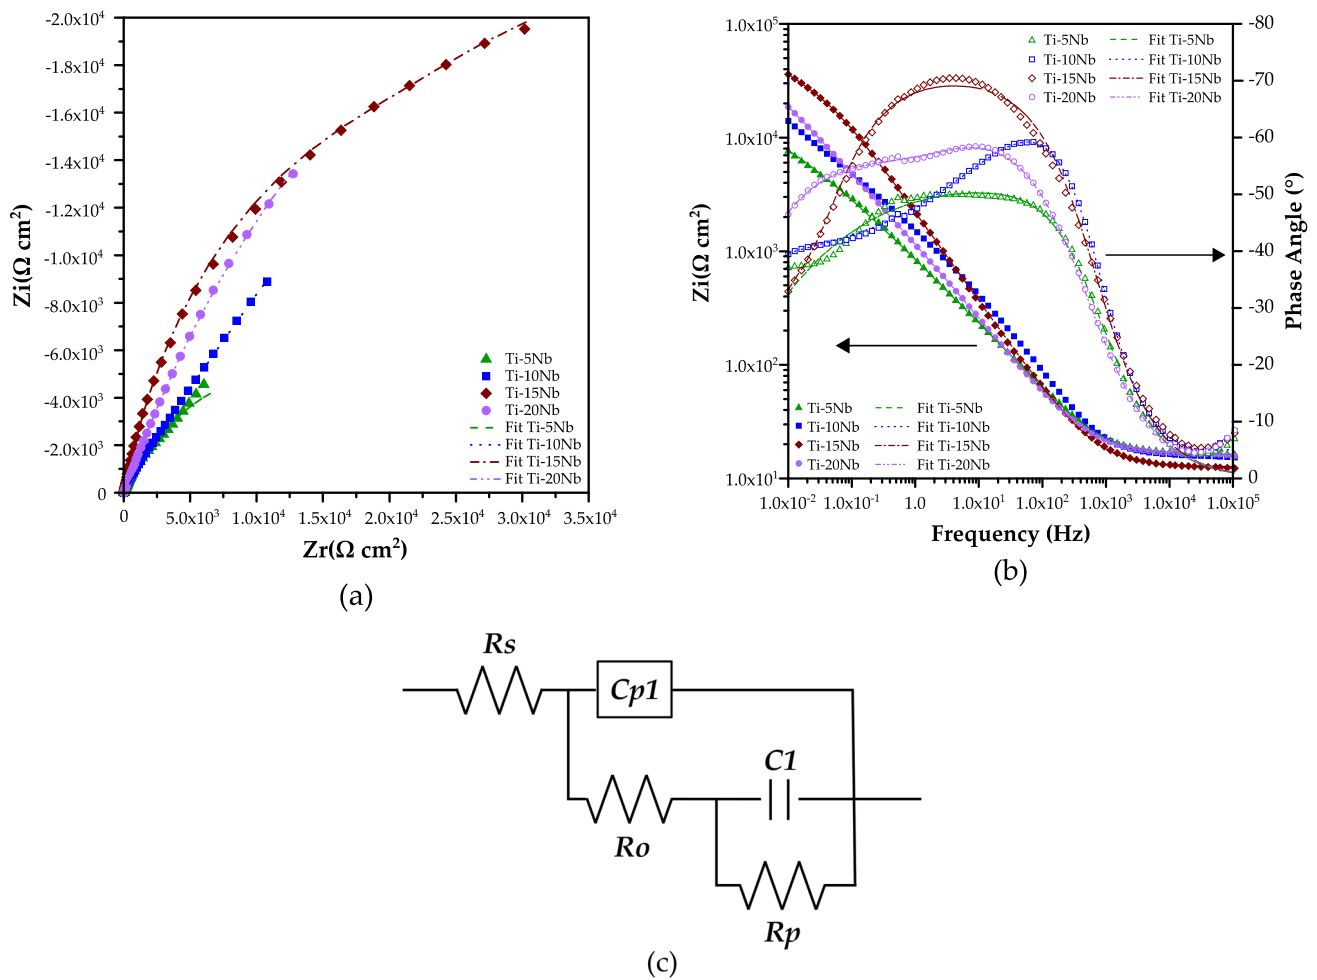 -2.0x10⁴
-1.8x10⁴
-1.6x10⁴
-1.4x10⁴
-1.2x10⁴
-1.0x10⁴
-8.0x10³
-6.0x10³
-4.0x10³
-2.0x10³
0
Zi(Ω cm²)
Ti-5Nb
Ti-10Nb
Ti-15Nb
Ti-20Nb
Fit Ti-5Nb
Fit Ti-10Nb
Fit Ti-15Nb
Fit Ti-20Nb
0 5.0x10³ 1.0x10⁴ 1.5x10⁴ 2.0x10⁴ 2.5x10⁴ 3.0x10⁴ 3.5x10⁴
Zr(Ω cm²)
(a)
1.0x10⁵
1.0x10⁴
1.0x10³
1.0x10²
1.0x10¹
Zi(Ω cm²)
Ti-5Nb Fit Ti-5Nb
Ti-10Nb Fit Ti-10Nb
Ti-15Nb Fit Ti-15Nb
Ti-20Nb Fit Ti-20Nb
Ti-5Nb Fit Ti-5Nb
Ti-10Nb Fit Ti-10Nb
Ti-15Nb Fit Ti-15Nb
Ti-20Nb Fit Ti-20Nb
-80
-70
-60
-50
-40
-30
-20
-10
0
Phase Angle (°)
1.0x10⁻² 1.0x10⁻¹ 1.0 1.0x10¹ 1.0x10² 1.0x10³ 1.0x10⁴ 1.0x10⁵
Frequency (Hz)
(b)
Rs
Cp1
C1
Ro
Rp
(c)